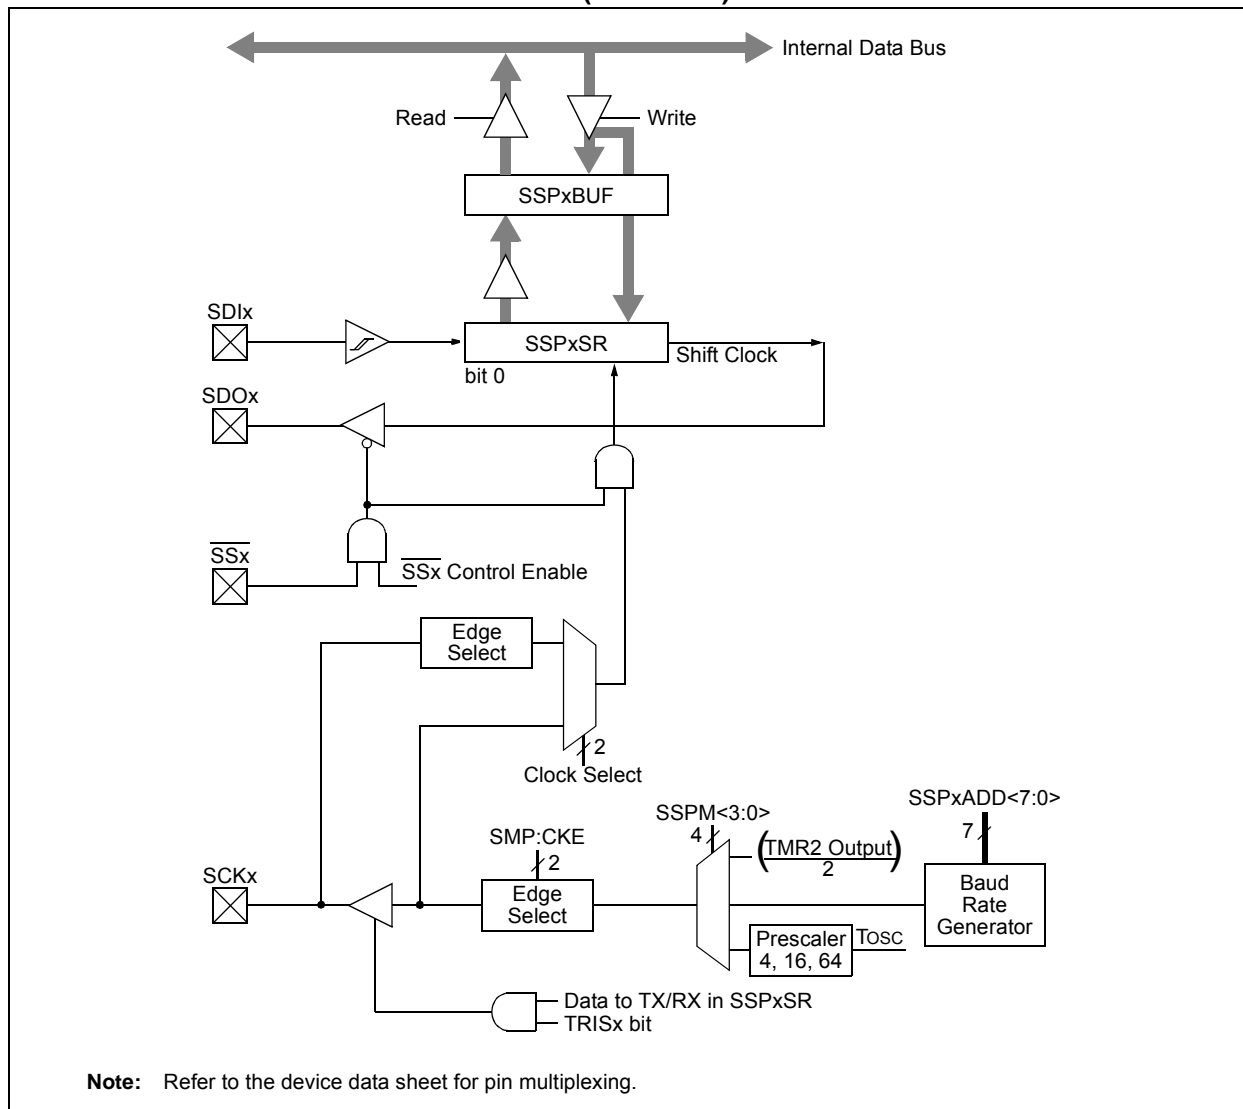 Internal Data Bus
Read
Write
SSPxBUF
SDIx
SSPxSR
Shift Clock
bit 0
SDOx
SSx
SSx Control Enable
Edge
Select
2
Clock Select
SSPxADD<7:0>
SSPM<3:0>
7
4
SMP:CKE
(TMR2 Output)
2
2
SCKx
Edge
Select
Baud
Rate
Generator
Prescaler
4, 16, 64
TOSC
Data to TX/RX in SSPxSR
TRISx bit
Note: Refer to the device data sheet for pin multiplexing.